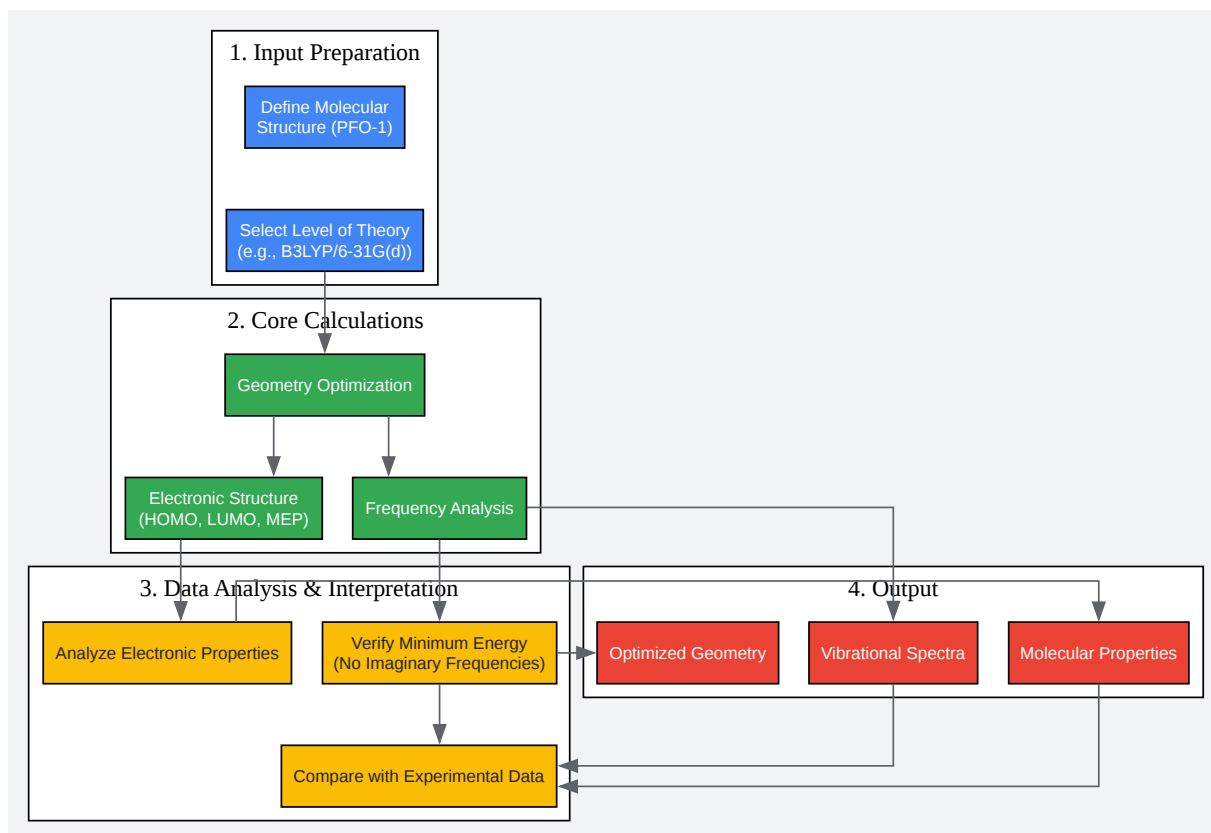 1. Input Preparation
Define Molecular
Structure (PFO-1)
Select Level of Theory
(e.g., B3LYP/6-31G(d))
2. Core Calculations
Geometry Optimization
Electronic Structure
(HOMO, LUMO, MEP)
Frequency Analysis
3. Data Analysis & Interpretation
Analyze Electronic Properties
Verify Minimum Energy
(No Imaginary Frequencies)
Compare with Experimental Data
4. Output
Optimized Geometry
Vibrational Spectra
Molecular Properties